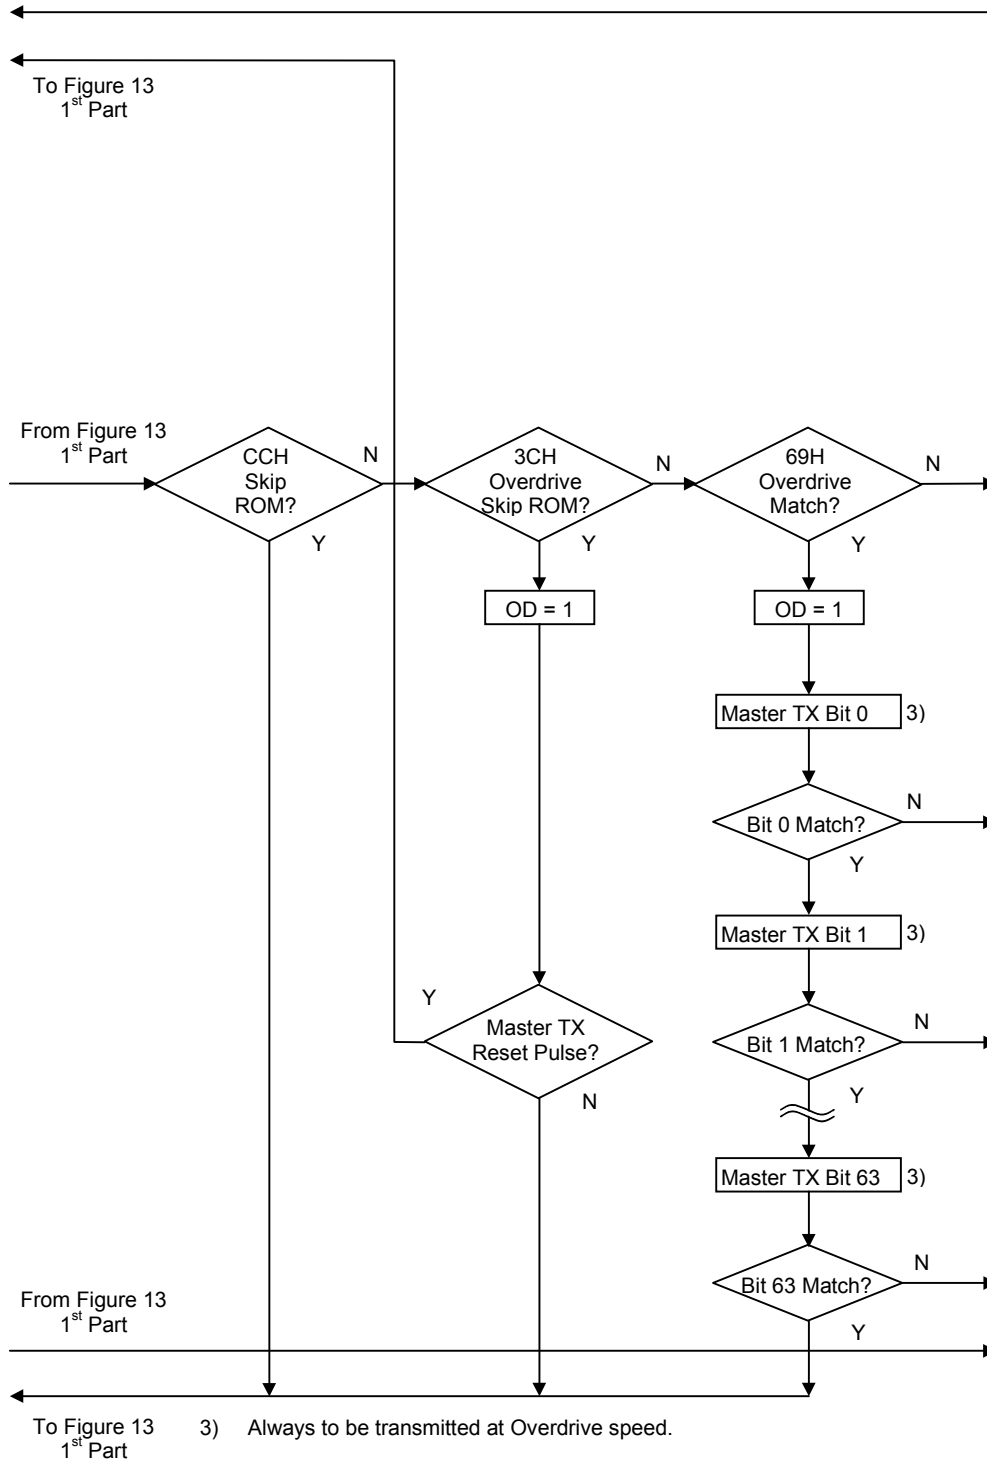 To Figure 13
1st Part
From Figure 13
1st Part
CCH
Skip
ROM?
N
Y
3CH
Overdrive
Skip ROM?
N
Y
69H
Overdrive
Match?
N
Y
OD = 1
OD = 1
Master TX Bit 0 3)
Bit 0 Match?
N
Y
Master TX Bit 1 3)
Y
Master TX
Reset Pulse?
N
Bit 1 Match?
N
Y
Master TX Bit 63 3)
Bit 63 Match?
N
Y
From Figure 13
1st Part
To Figure 13
1st Part
3) Always to be transmitted at Overdrive speed.